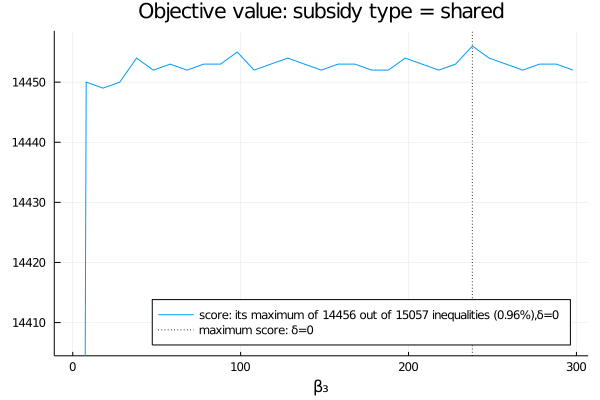 Objective value: subsidy type = shared
14450
14440
14430
14420
14410
score: its maximum of 14456 out of 15057 inequalities (0.96%),δ=0
maximum score: δ=0
0
100
200
300
β₃